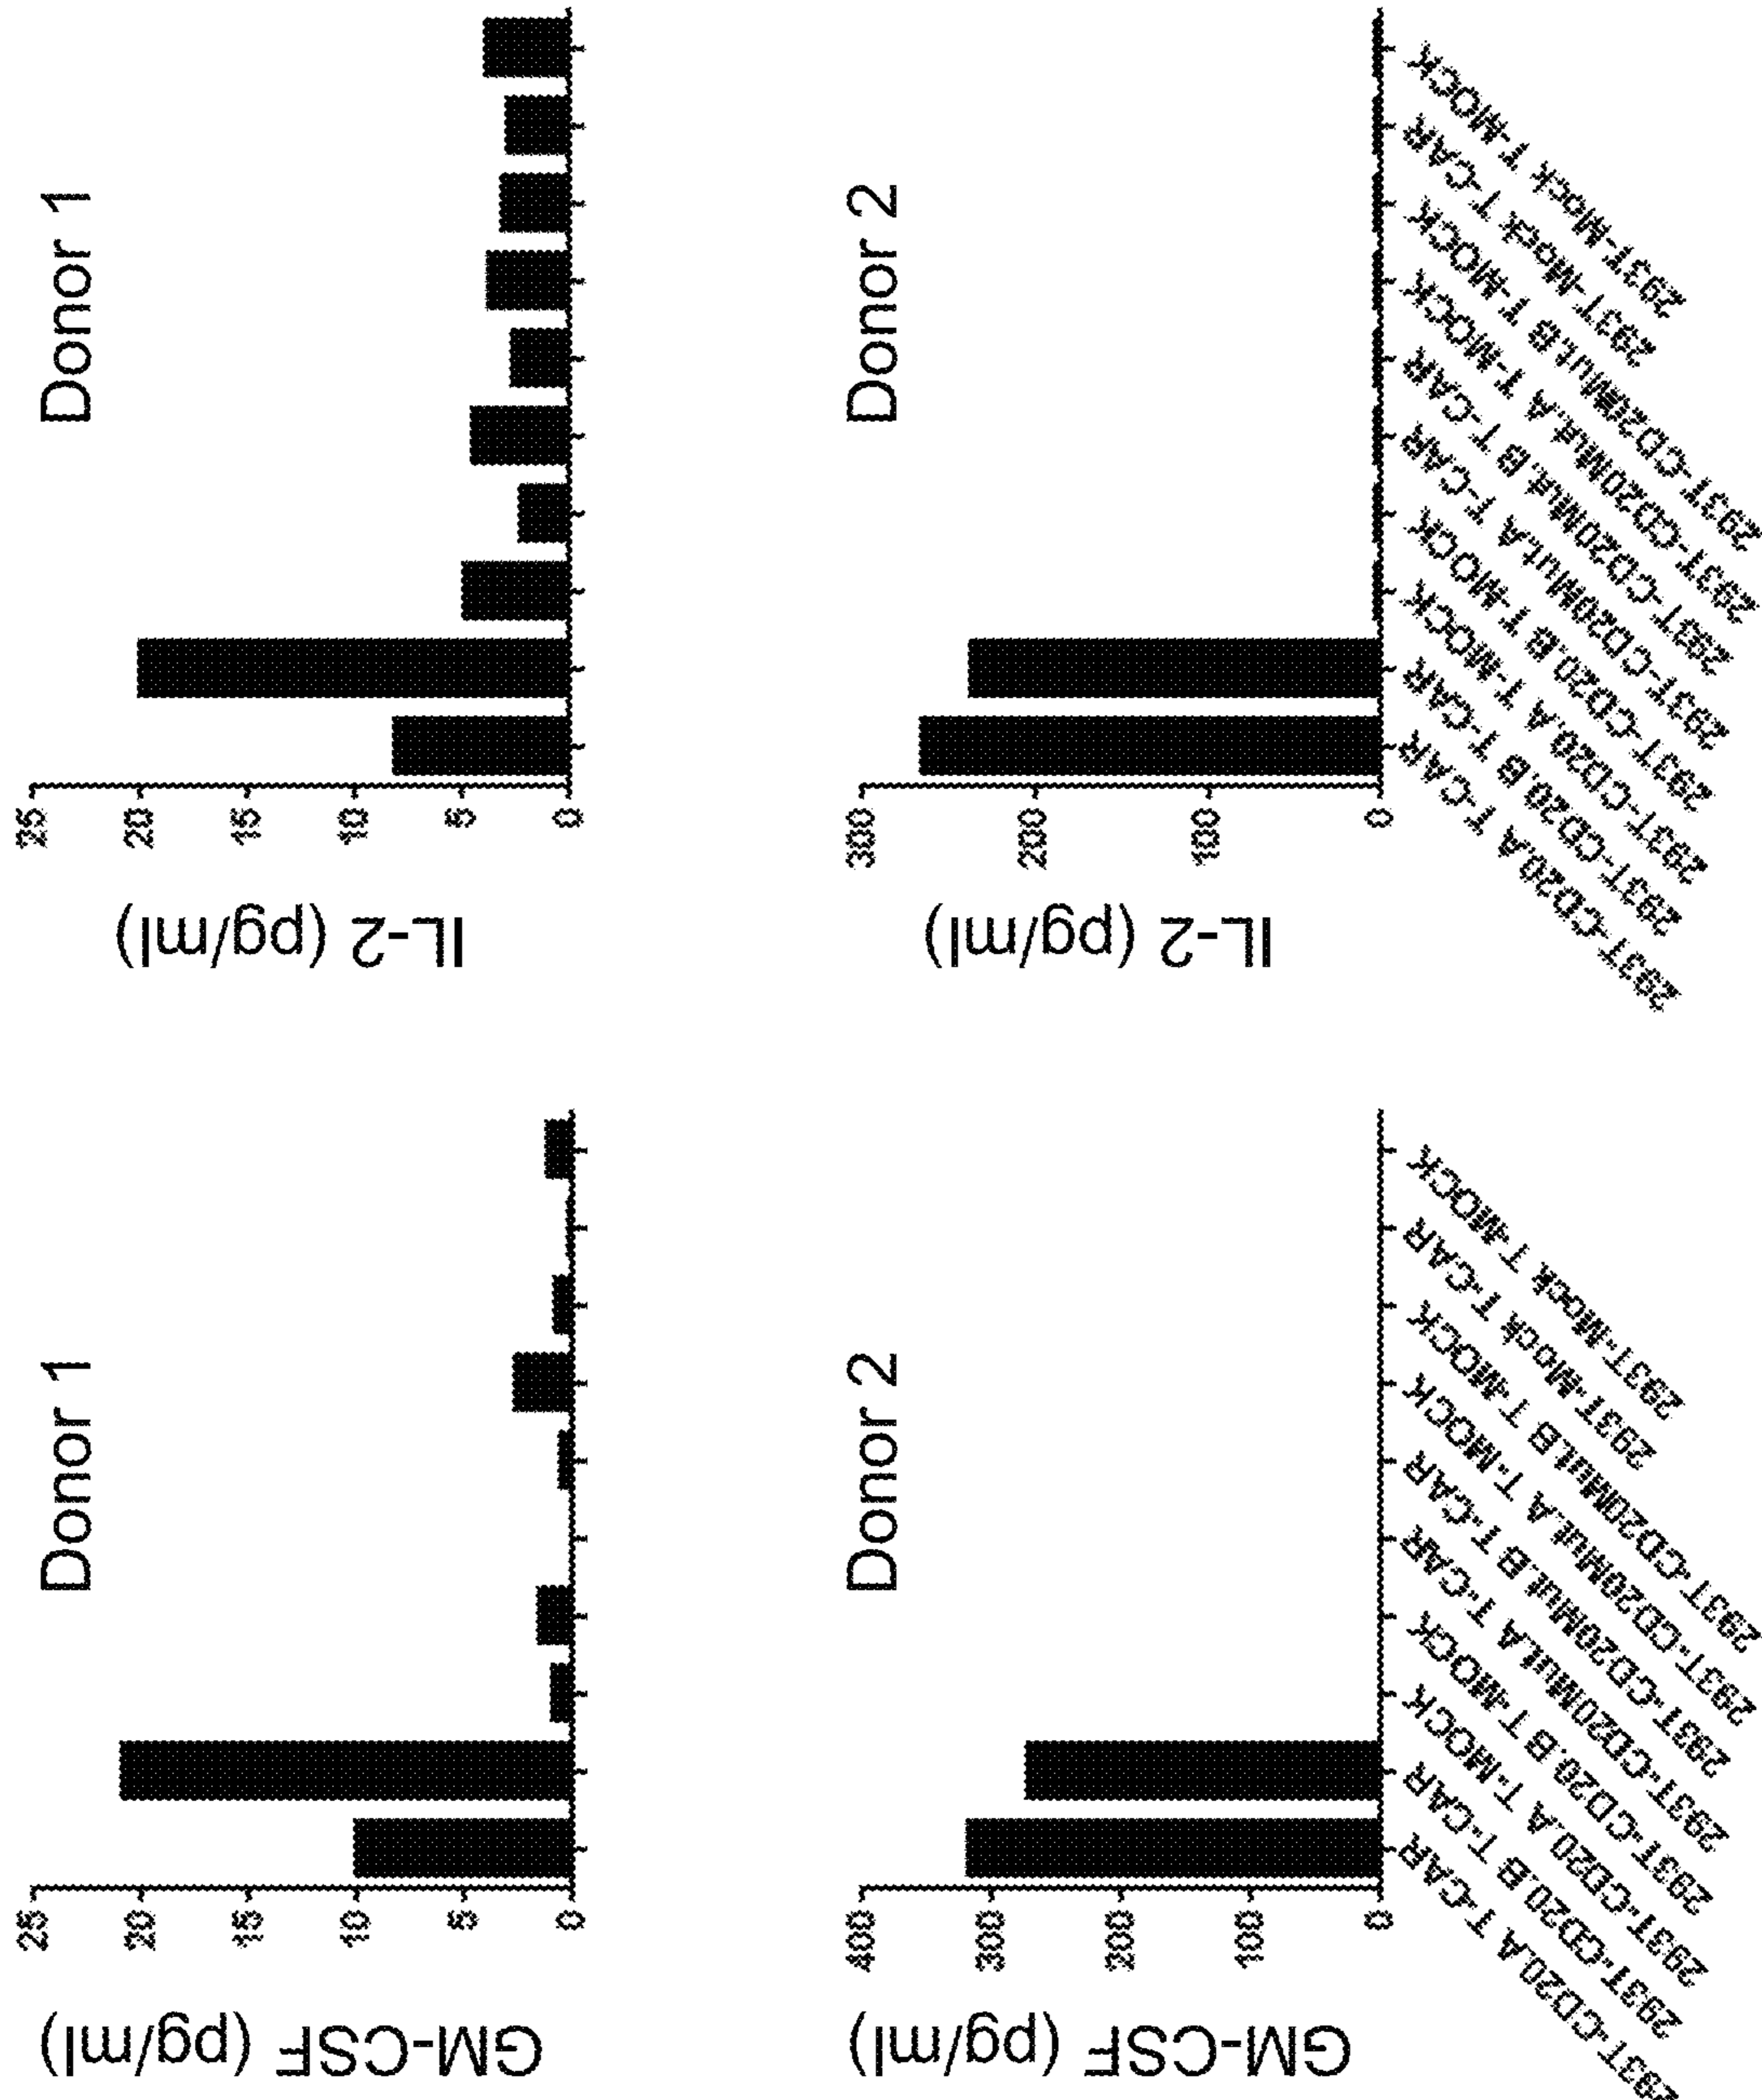 Donor 1
GM-CSF (pg/ml)
25
20
15
10
5
0
Donor 1
IL-2 (pg/ml)
25
20
15
10
5
0
Donor 2
GM-CSF (pg/ml)
400
300
200
100
0
293T-CD20.A T-CAR
293T-CD20.B T-CAR
293T-CD20.A T-MOCK
293T-CD20.B T-MOCK
293T-CD20Mut.A T-CAR
293T-CD20Mut.B T-CAR
293T-CD20Mut.A T-MOCK
293T-CD20Mut.B T-MOCK
293T-Mock T-CAR
293T-Mock T-MOCK
Donor 2
IL-2 (pg/ml)
300
200
100
0
293T-CD20.A T-CAR
293T-CD20.B T-CAR
293T-CD20.A T-MOCK
293T-CD20.B T-MOCK
293T-CD20Mut.A T-CAR
293T-CD20Mut.B T-CAR
293T-CD20Mut.A T-MOCK
293T-CD20Mut.B T-MOCK
293T-Mock T-CAR
293T-Mock T-MOCK